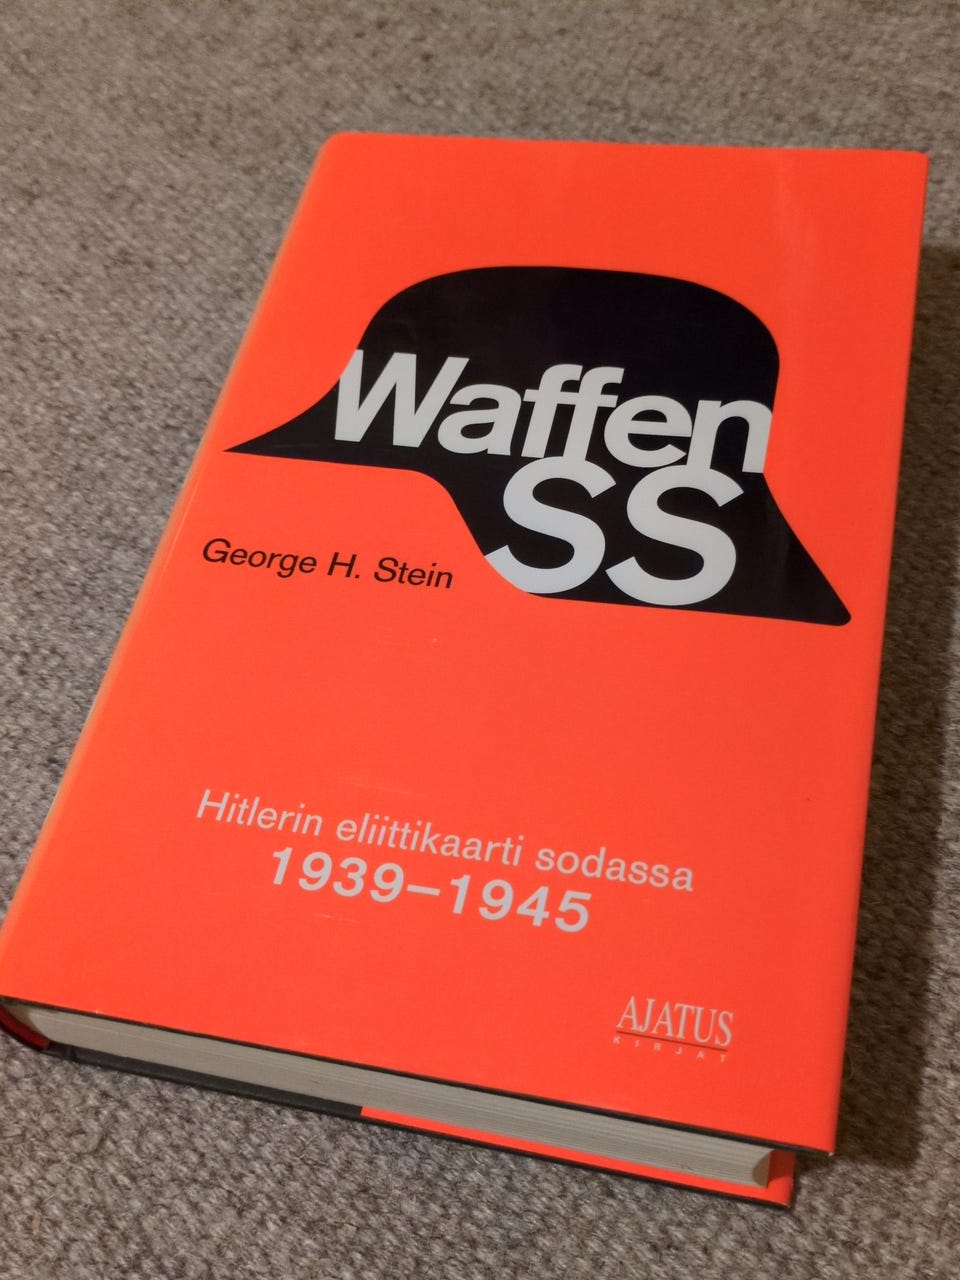 Waffen
SS
George H. Stein
Hitlerin eliittikaarti sodassa
1939–1945
AJATUS
KIRJAT